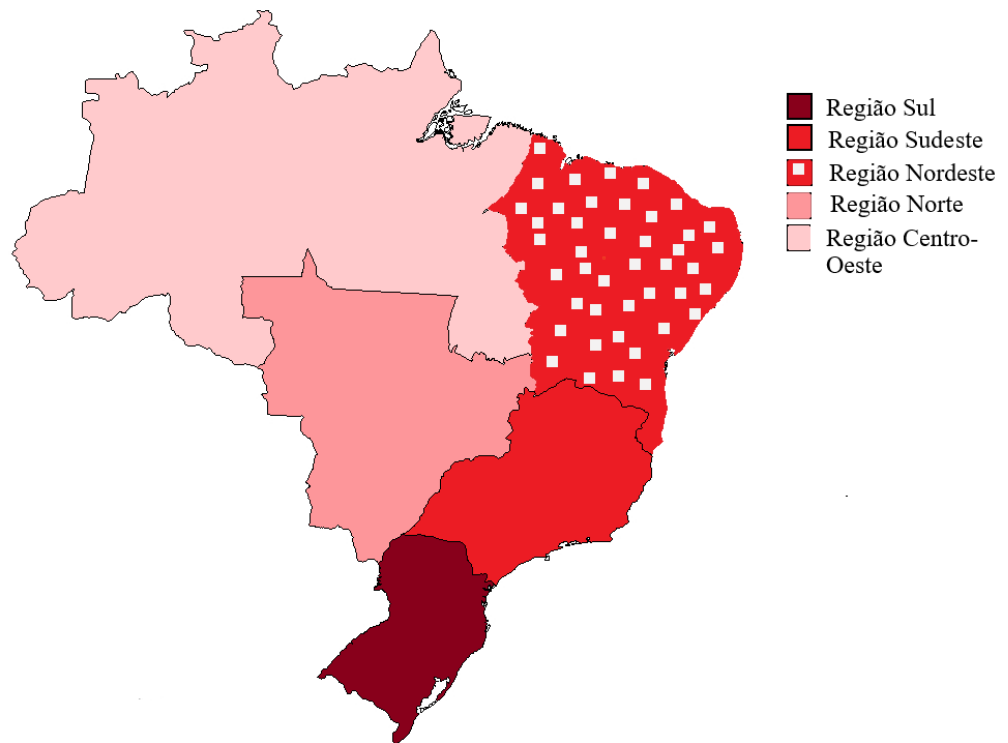 Região Sul
Região Sudeste
Região Nordeste
Região Norte
Região Centro-
Oeste